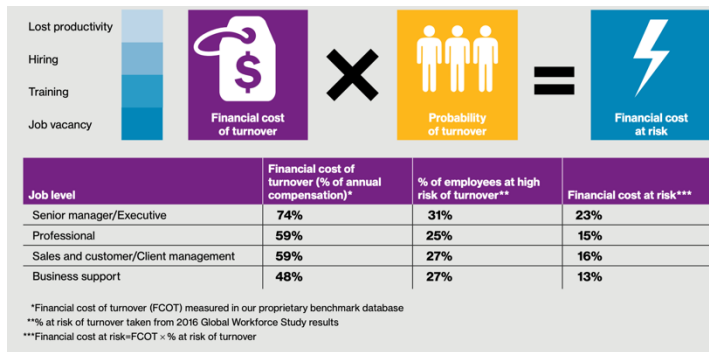 Lost productivity
Hiring
Training
Job vacancy
$
Financial cost
of turnover
×
Probability
of turnover
=
Financial cost
at risk
Job level
Financial cost of
turnover (% of annual
compensation)*
% of employees at high
risk of turnover**
Financial cost at risk***
Senior manager/Executive 74% 31% 23%
Professional 59% 25% 15%
Sales and customer/Client management 59% 27% 16%
Business support 48% 27% 13%
*Financial cost of turnover (FCOT) measured in our proprietary benchmark database
**% at risk of turnover taken from 2016 Global Workforce Study results
***Financial cost at risk=FCOT × % at risk of turnover